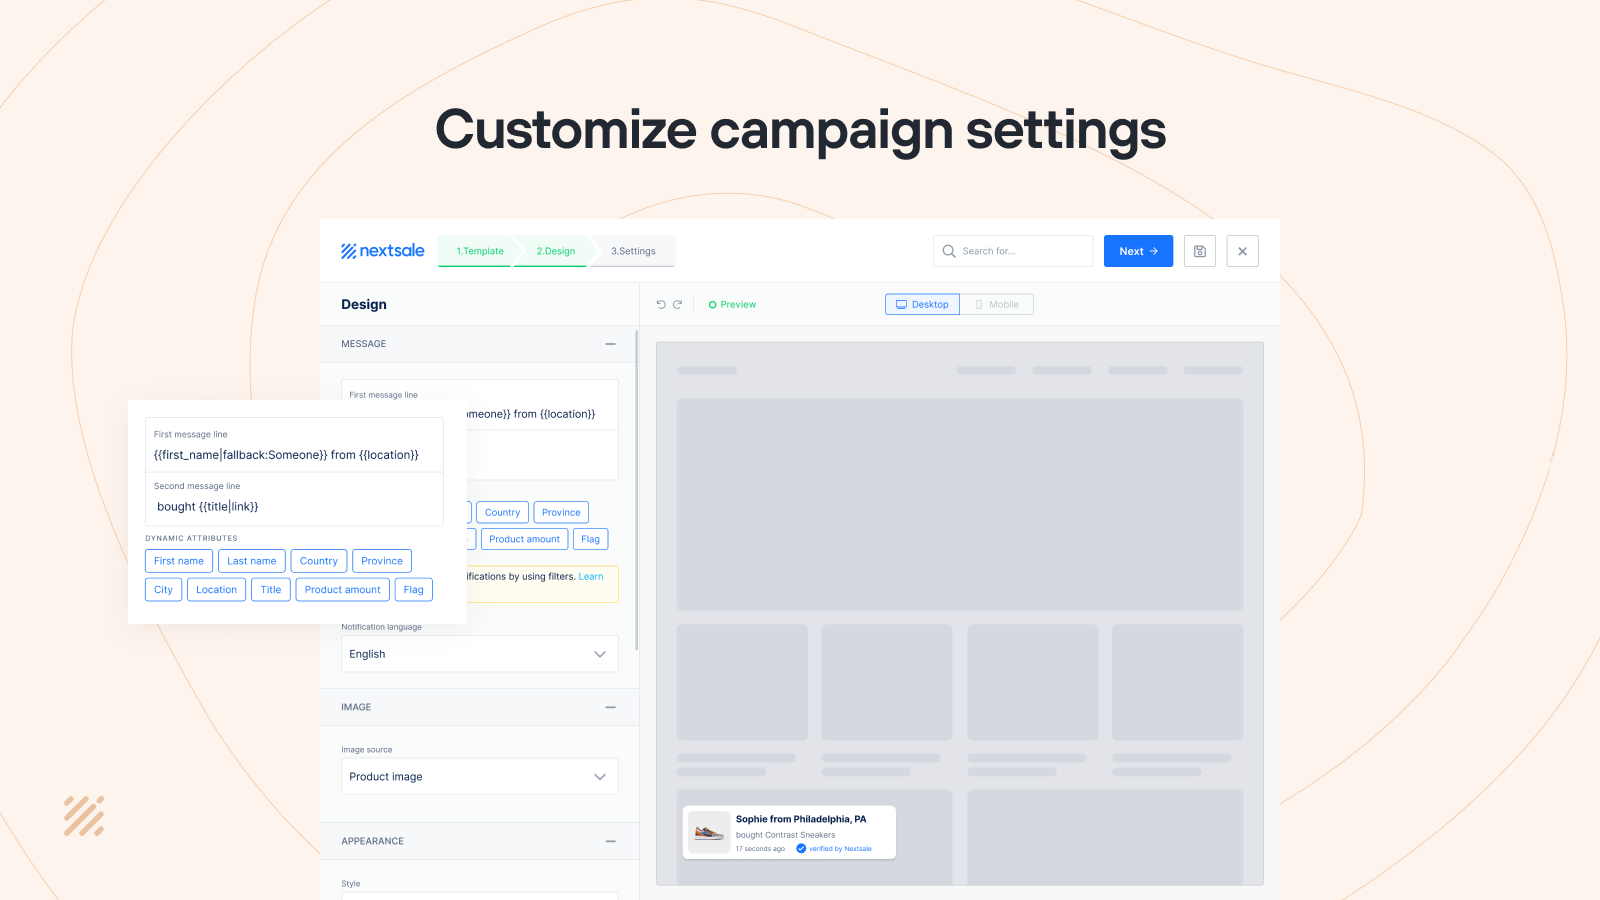 Customize campaign settings
nextsale
1.Template
2.Design
3.Settings
Search for...
Next
Design
Preview
Desktop
Mobile
MESSAGE
First message line
omeone}} from {{location}}
Country
Province
Product amount
Flag
ifications by using filters. Learn
First message line
{{first_name|fallback:Someone}} from {{location}}
Second message line
bought {{title|link}}
DYNAMIC ATTRIBUTES
First name
Last name
Country
Province
City
Location
Title
Product amount
Flag
Notification language
English
IMAGE
Image source
Product image
APPEARANCE
Style
Sophie from Philadelphia, PA
bought Contrast Sneakers
17 seconds ago
verified by Nextsale